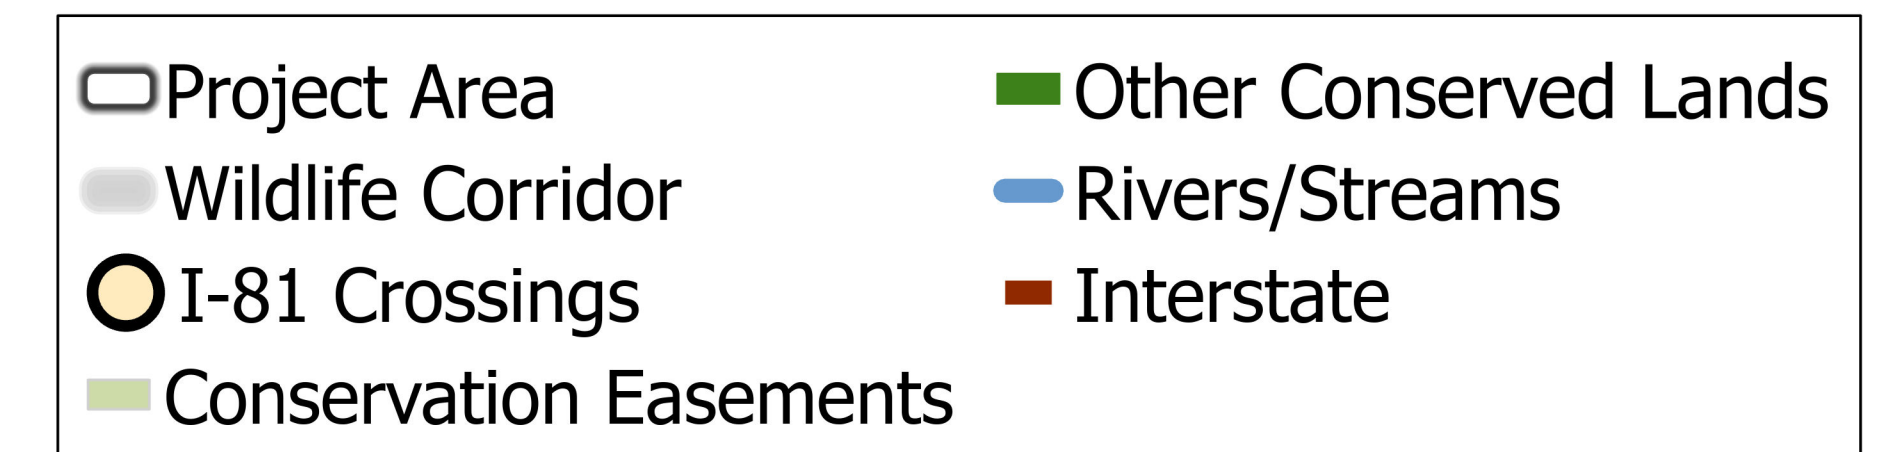 Project Area
Wildlife Corridor
I-81 Crossings
Conservation Easements
Other Conserved Lands
Rivers/Streams
Interstate